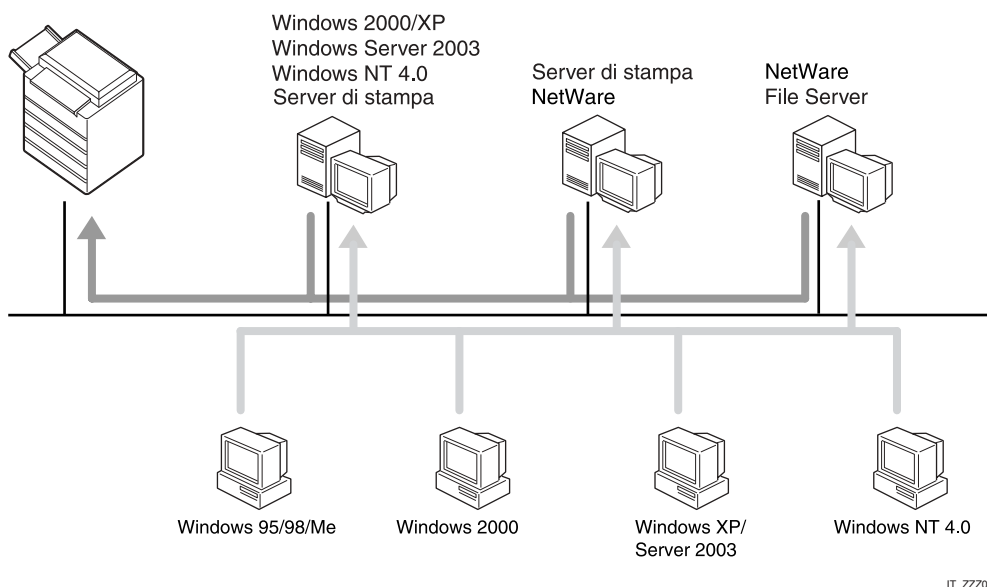 Windows 2000/XP
Windows Server 2003
Windows NT 4.0
Server di stampa
Server di stampa
NetWare
NetWare
File Server
Windows 95/98/Me
Windows 2000
Windows XP/
Server 2003
Windows NT 4.0